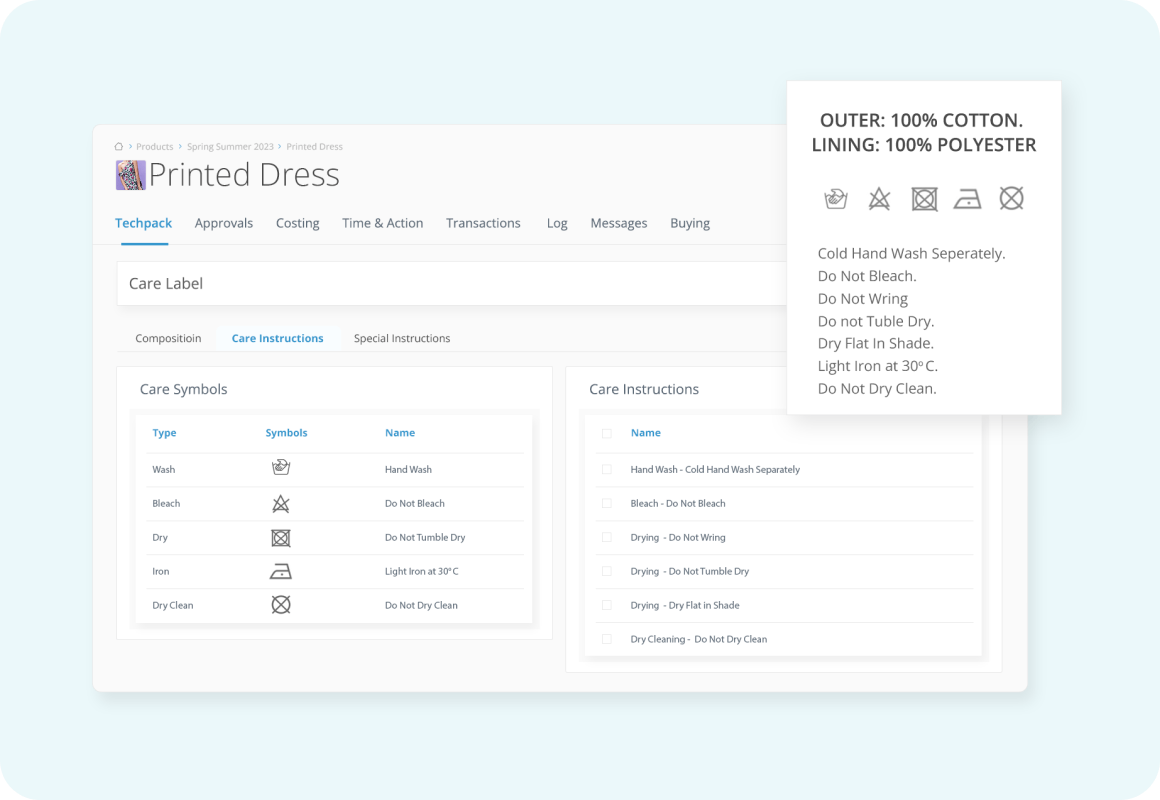 Products > Spring Summer 2023 > Printed Dress
Printed Dress
Techpack Approvals Costing Time & Action Transactions Log Messages Buying
Care Label
Compositioin Care Instructions Special Instructions
Care Symbols
Type Symbols Name
Wash Hand Wash
Bleach Do Not Bleach
Dry Do Not Tumble Dry
Iron Light Iron at 30°C
Dry Clean Do Not Dry Clean
Care Instructions
Name
Hand Wash - Cold Hand Wash Separately
Bleach - Do Not Bleach
Drying - Do Not Wring
Drying - Do Not Tumble Dry
Drying - Dry Flat in Shade
Dry Cleaning - Do Not Dry Clean
OUTER: 100% COTTON.
LINING: 100% POLYESTER
Cold Hand Wash Seperately.
Do Not Bleach.
Do Not Wring
Do not Tuble Dry.
Dry Flat In Shade.
Light Iron at 30°C.
Do Not Dry Clean.